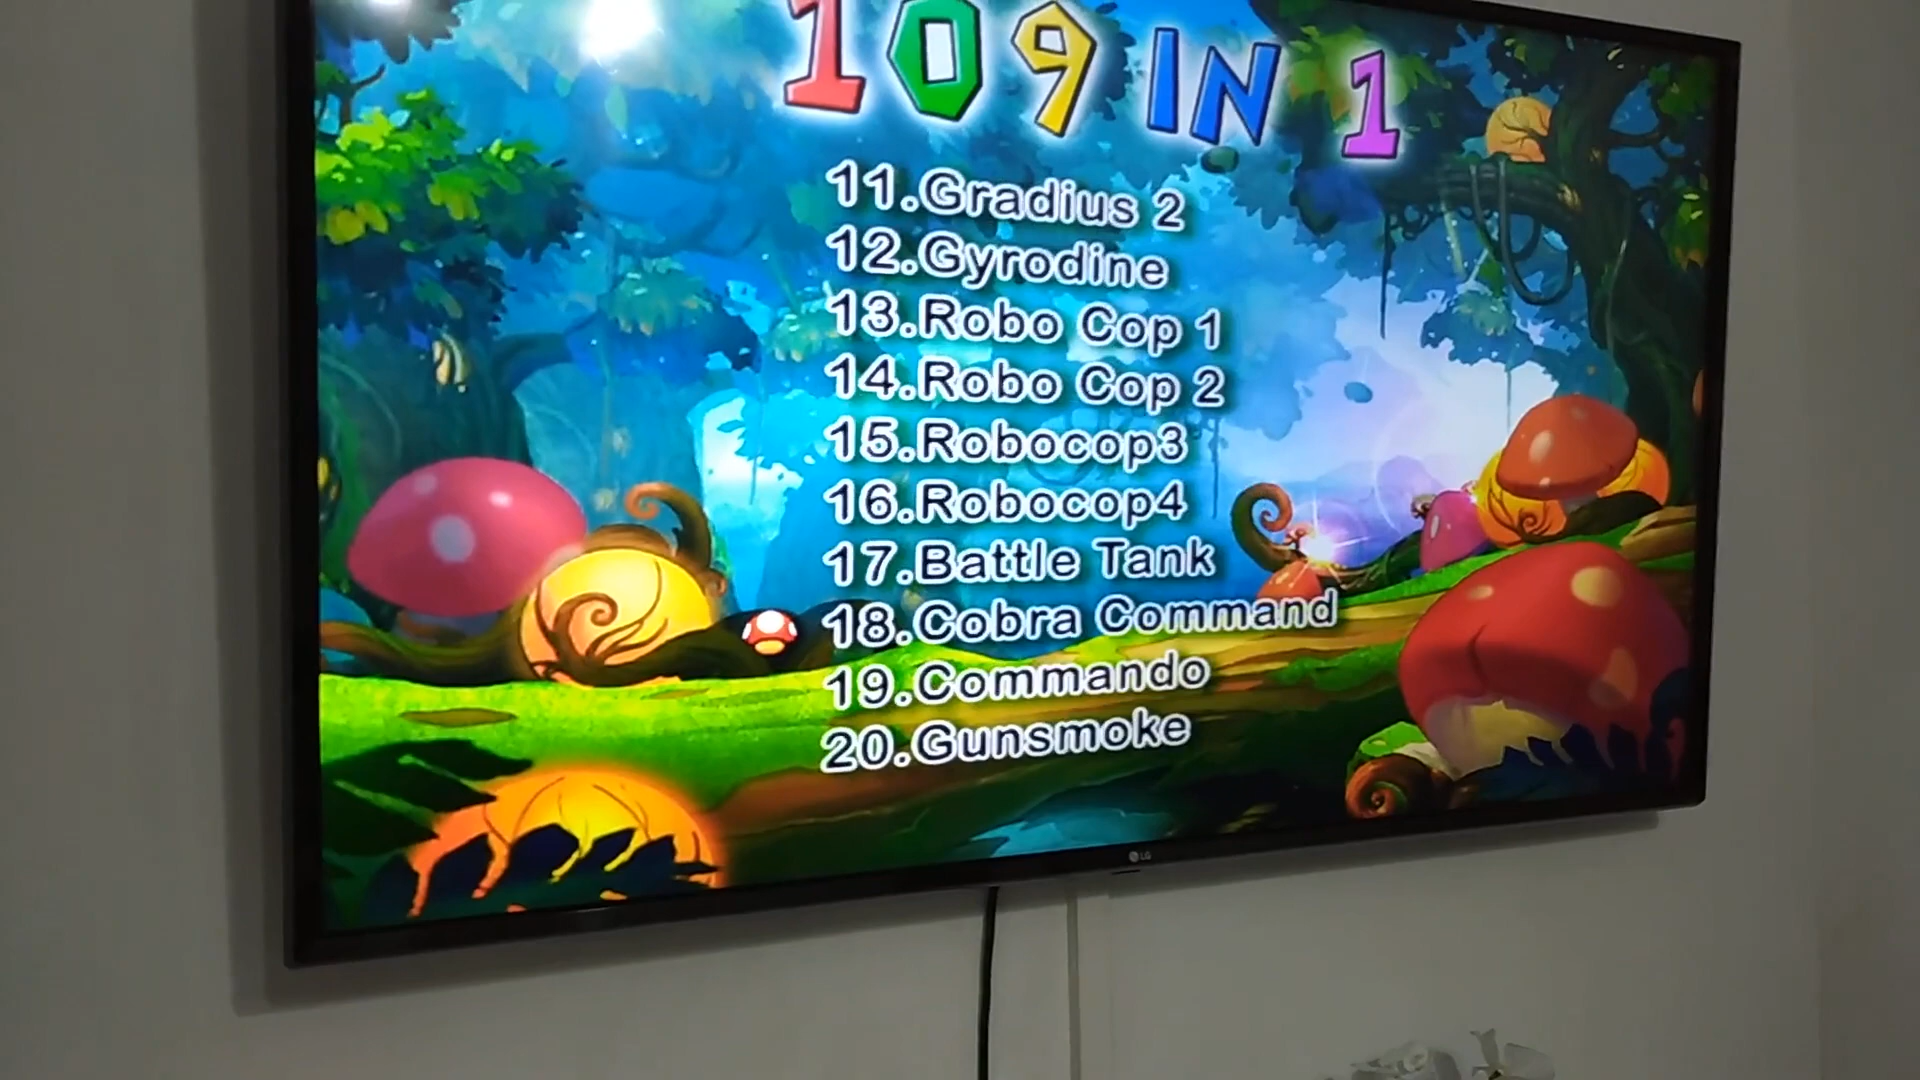 109 IN 1
11.Gradius 2
12.Gyrodine
13.Robo Cop 1
14.Robo Cop 2
15.Robocop3
16.Robocop4
17.Battle Tank
18.Cobra Command
19.Commando
20.Gunsmoke
LG